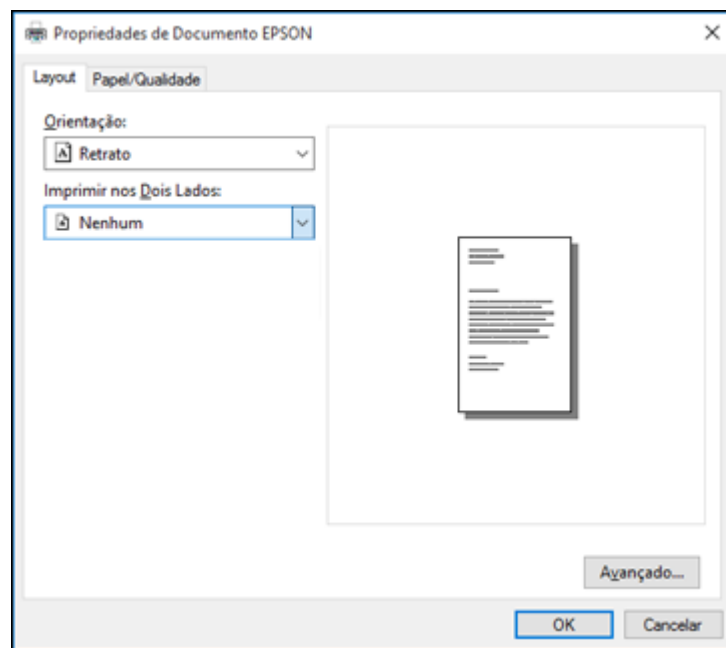 Propriedades de Documento EPSON
Layout
Papel/Qualidade
Orientação:
Retrato
Imprimir nos Dois Lados:
Nenhum
Avançado...
OK
Cancelar